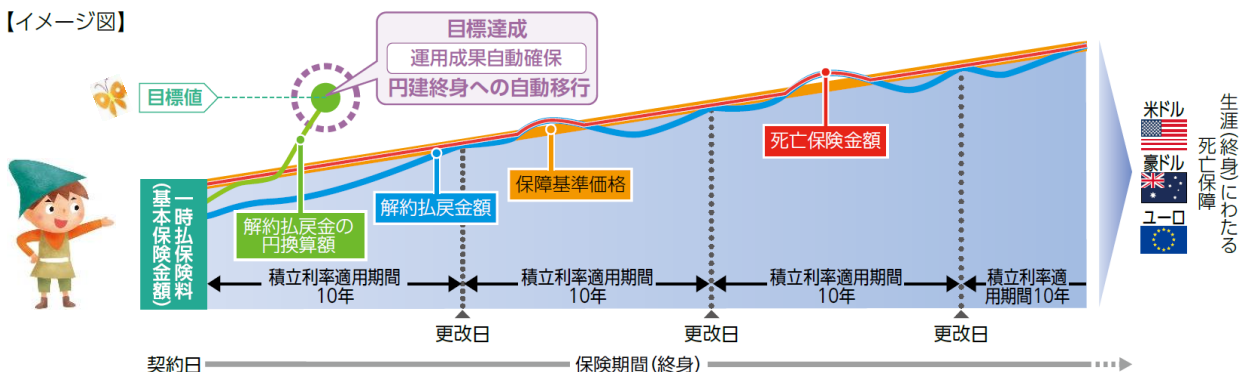 【イメージ図】
目標達成
運用成果自動確保
円建終身への自動移行
目標値
死亡保険金額
保障基準価格
解約払戻金額
解約払戻金の
円換算額
一時払保険料
(基本保険金額)
積立利率適用期間
10年
積立利率適用期間
10年
積立利率適用期間
10年
積立利率適
用期間10年
更改日
更改日
更改日
契約日
保険期間(終身)
米ドル
豪ドル
ユーロ
生涯(終身)にわたる
死亡保障